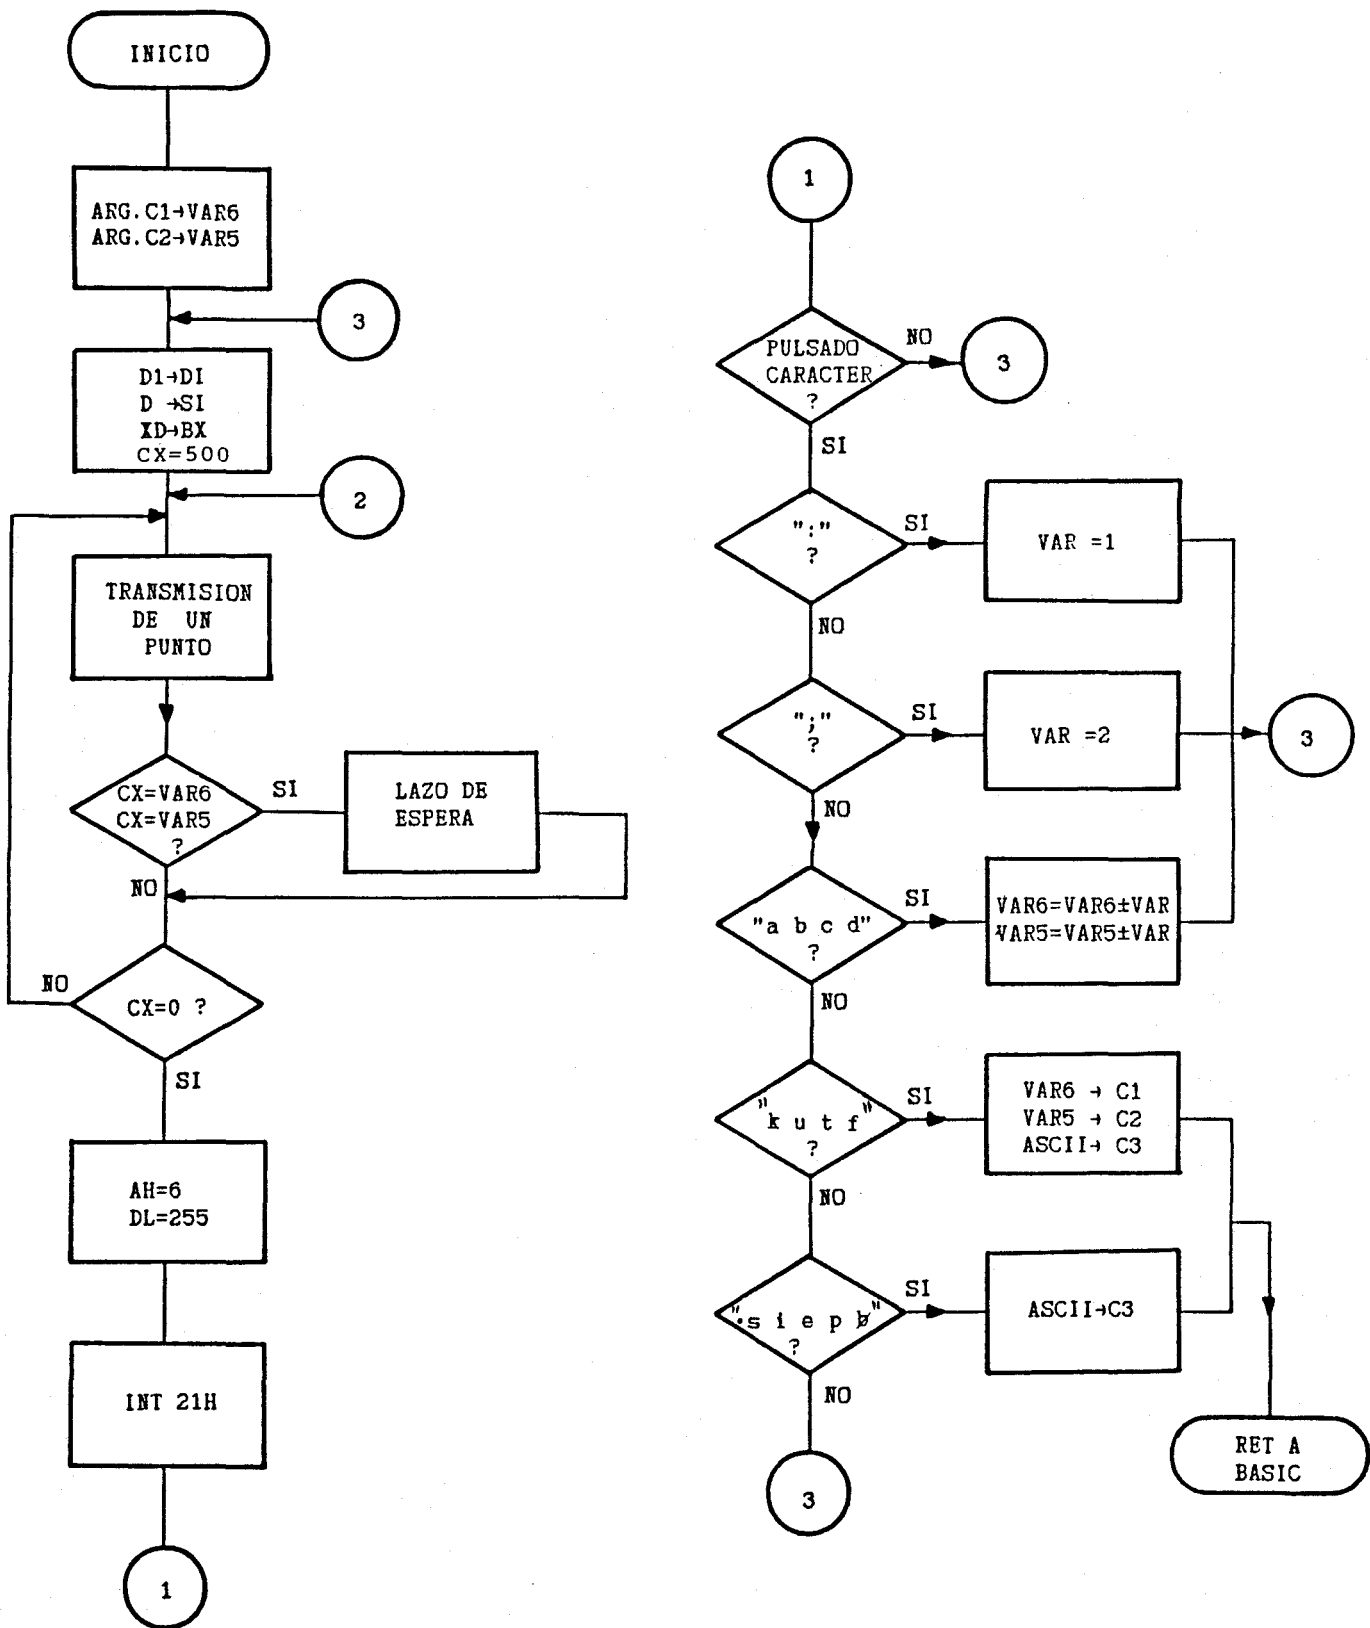 INICIO
ARG.C1→VAR6
ARG.C2→VAR5
3
D1→DI
D →SI
XD→BX
CX=500
2
TRANSMISION
DE UN
PUNTO
CX=VAR6
CX=VAR5
?
SI
LAZO DE
ESPERA
NO
NO
CX=0 ?
SI
AH=6
DL=255
INT 21H
1
1
PULSADO
CARACTER
?
NO
3
SI
":"
?
SI
VAR =1
NO
";"
?
SI
VAR =2
3
NO
"a b c d"
?
SI
VAR6=VAR6±VAR
VAR5=VAR5±VAR
NO
"k u t f"
?
SI
VAR6 → C1
VAR5 → C2
ASCII→ C3
NO
"s i e p b̸"
?
SI
ASCII→C3
NO
3
RET A
BASIC